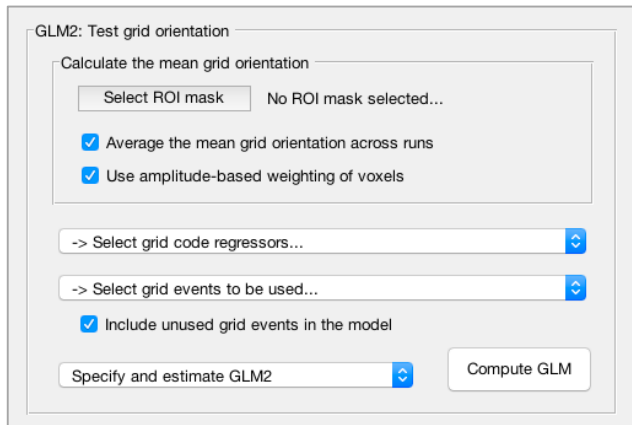 GLM2: Test grid orientation
Calculate the mean grid orientation
Select ROI mask No ROI mask selected...
Average the mean grid orientation across runs
Use amplitude-based weighting of voxels
-> Select grid code regressors...
-> Select grid events to be used...
Include unused grid events in the model
Specify and estimate GLM2 Compute GLM